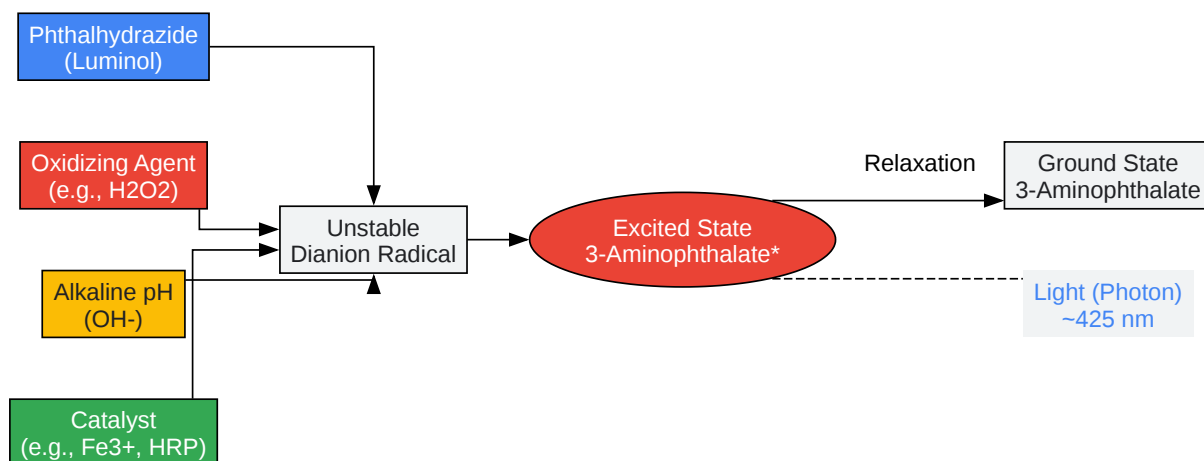 Phthalhydrazide
(Luminol)
Oxidizing Agent
(e.g., H2O2)
Alkaline pH
(OH-)
Catalyst
(e.g., Fe3+, HRP)
Unstable
Dianion Radical
Excited State
3-Aminophthalate*
Relaxation
Ground State
3-Aminophthalate
Light (Photon)
~425 nm